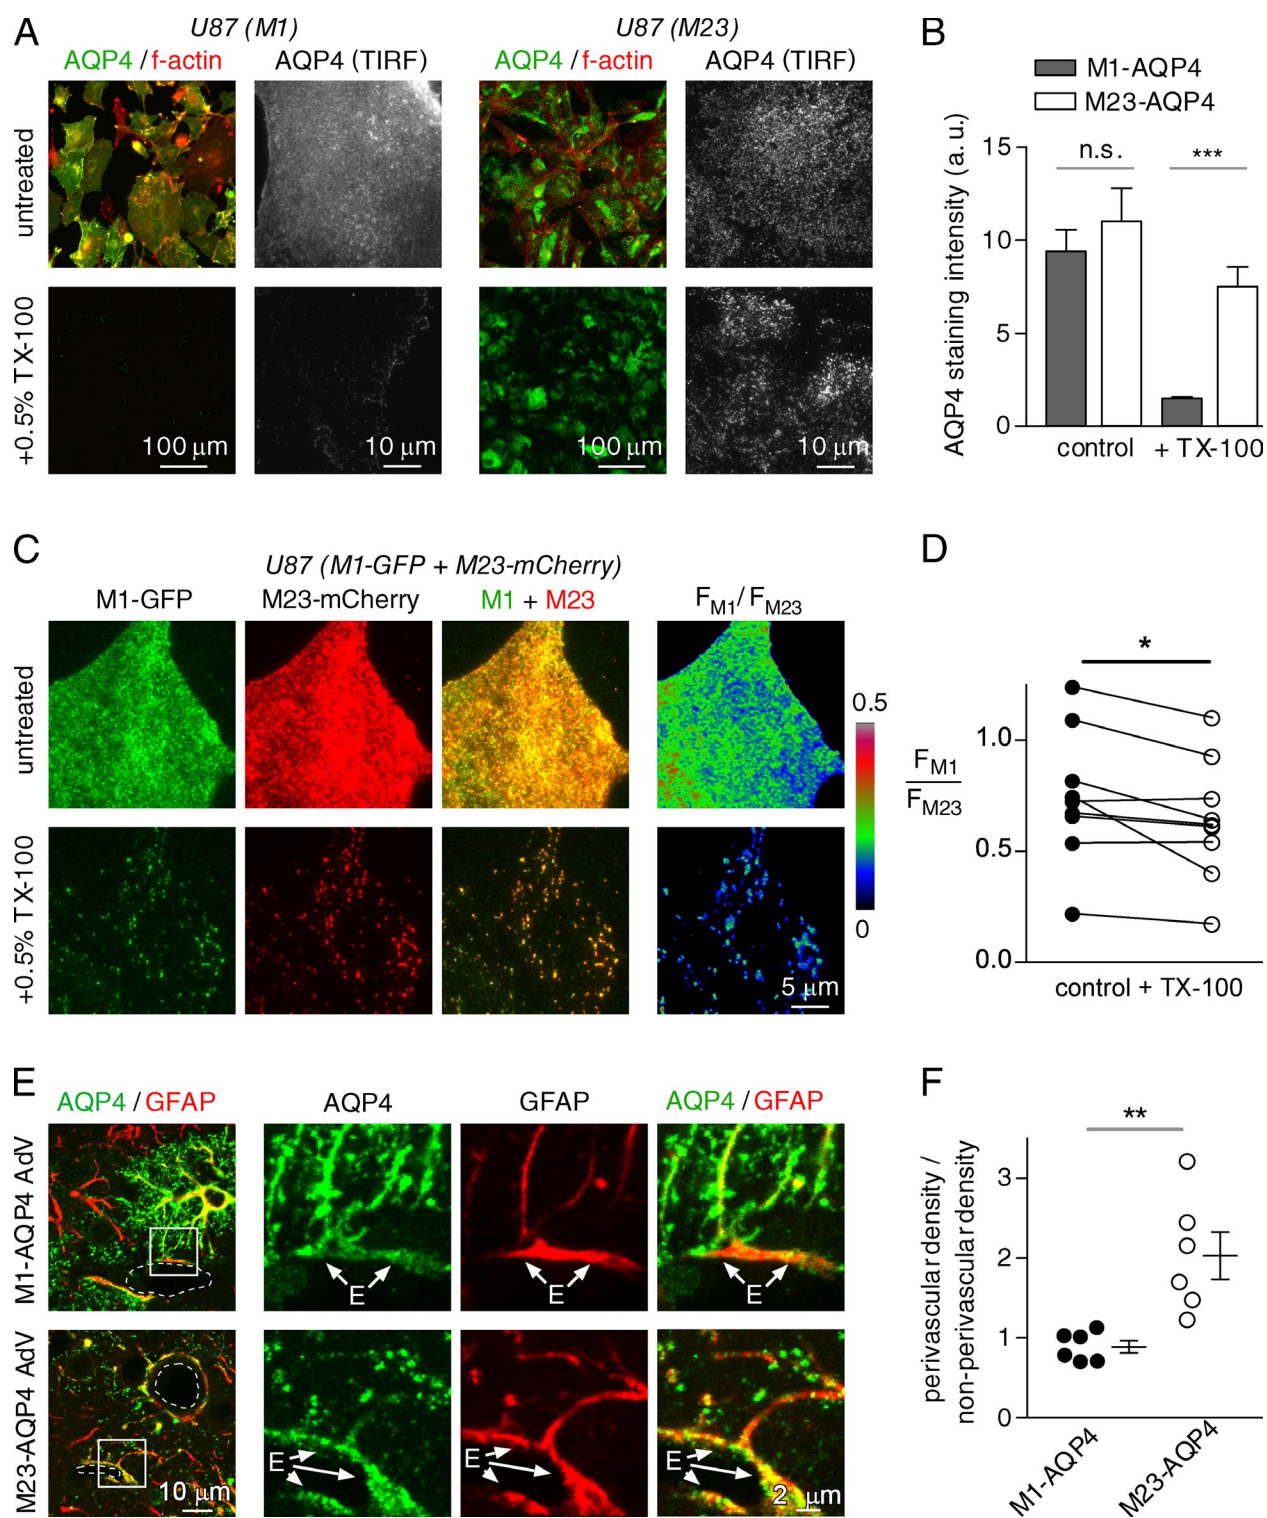 A
U87 (M1)
U87 (M23)
AQP4 / f-actin
AQP4 (TIRF)
AQP4 / f-actin
AQP4 (TIRF)
untreated
+0.5% TX-100
100 µm
10 µm
100 µm
10 µm
B
M1-AQP4
M23-AQP4
AQP4 staining intensity (a. u.)
15
10
5
0
n.s.
***
control
+ TX-100
C
U87 (M1-GFP + M23-mCherry)
M1-GFP
M23-mCherry
M1 + M23
FM1/ FM23
untreated
+0.5% TX-100
0.5
0
5 µm
D
*
FM1
FM23
1.0
0.5
0.0
control + TX-100
E
AQP4 / GFAP
AQP4
GFAP
AQP4 / GFAP
M1-AQP4 AdV
E
E
E
M23-AQP4 AdV
10 µm
E
E
E
2 µm
F
**
perivascular density /
non-perivascular density
3
2
1
0
M1-AQP4
M23-AQP4